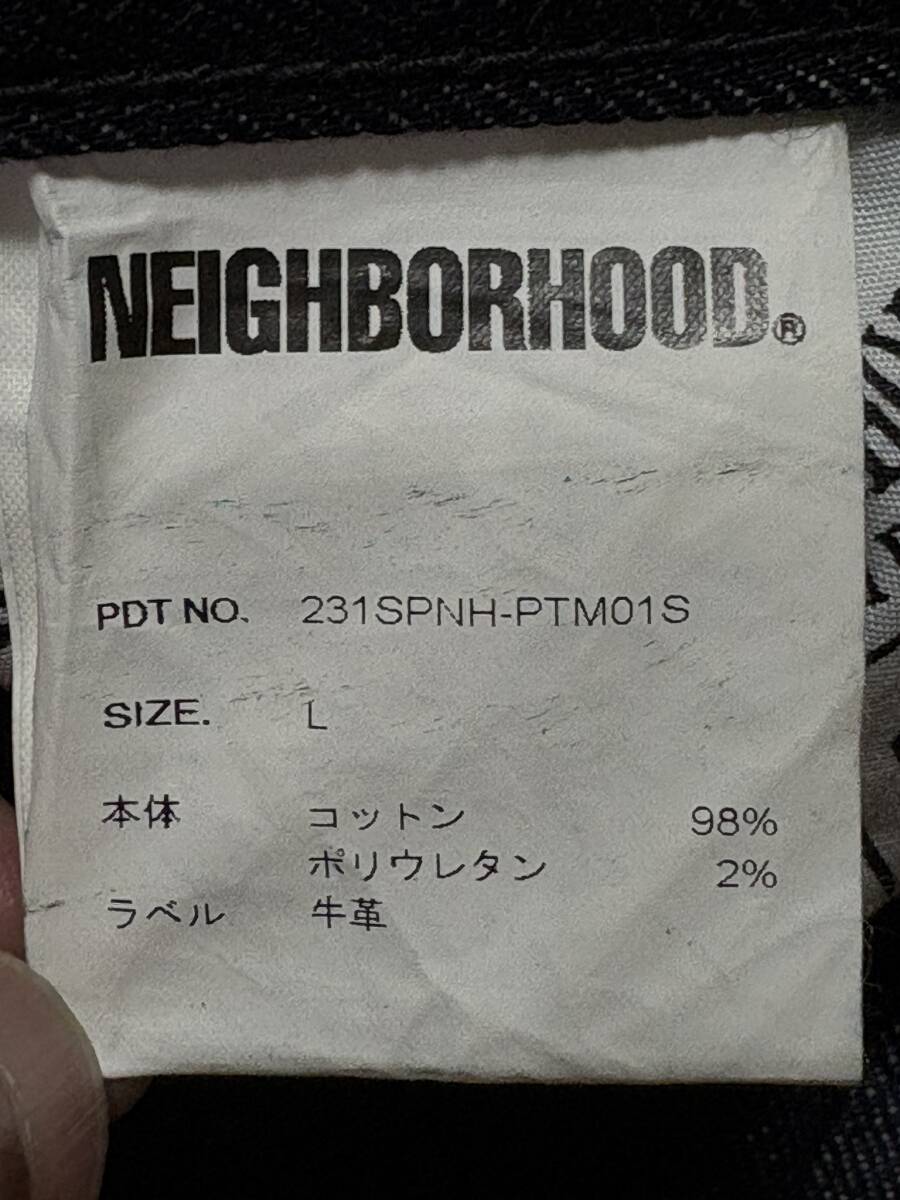 NEIGHBORHOOD®
PDT NO. 231SPNH-PTM01S
SIZE. L
本体 コットン 98%
ポリウレタン 2%
ラベル 牛革